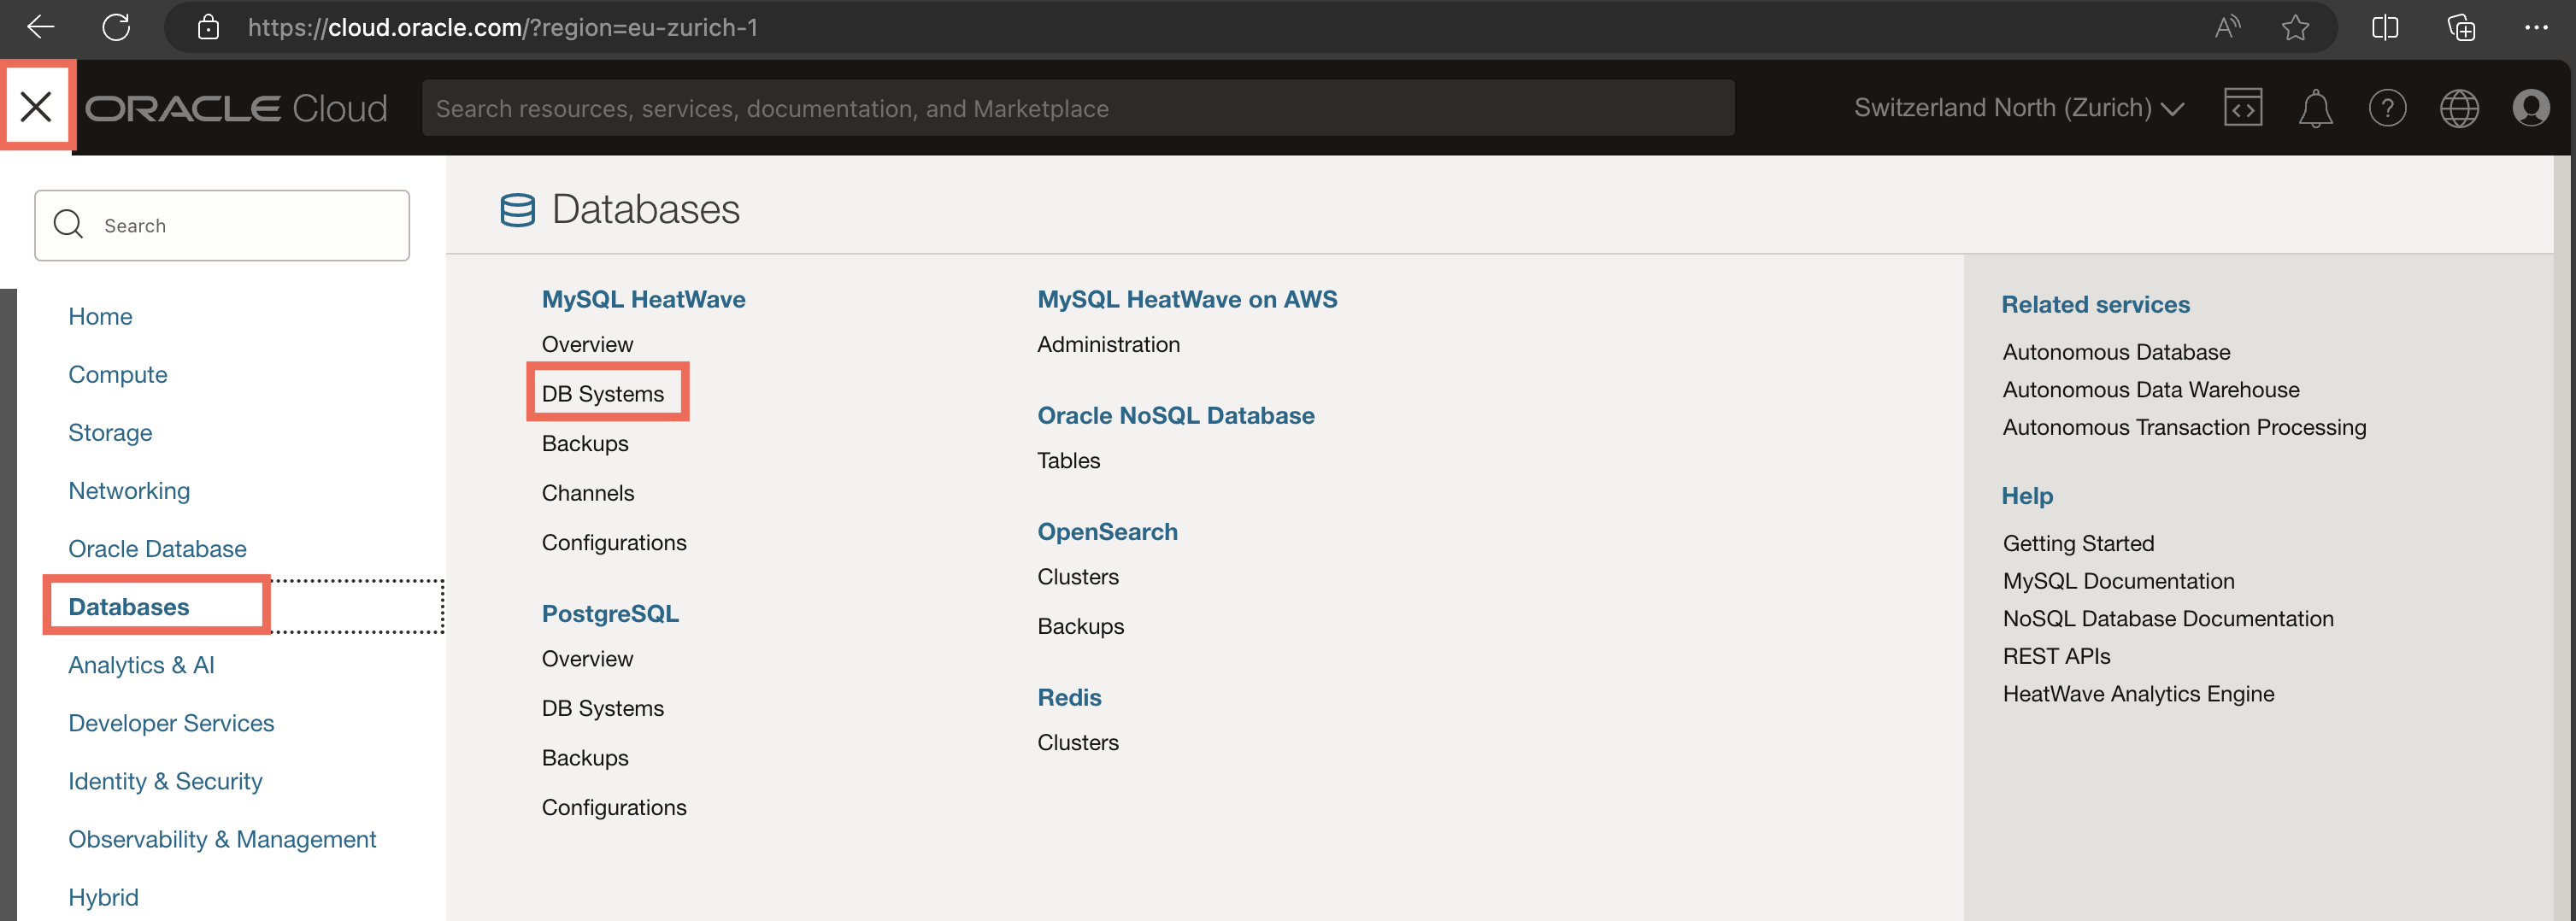 https://cloud.oracle.com/?region=eu-zurich-1
ORACLE Cloud
Search resources, services, documentation, and Marketplace
Switzerland North (Zurich)
Search
Home
Compute
Storage
Networking
Oracle Database
Databases
Analytics & AI
Developer Services
Identity & Security
Observability & Management
Hybrid
Databases
MySQL HeatWave
Overview
DB Systems
Backups
Channels
Configurations
PostgreSQL
Overview
DB Systems
Backups
Configurations
MySQL HeatWave on AWS
Administration
Oracle NoSQL Database
Tables
OpenSearch
Clusters
Backups
Redis
Clusters
Related services
Autonomous Database
Autonomous Data Warehouse
Autonomous Transaction Processing
Help
Getting Started
MySQL Documentation
NoSQL Database Documentation
REST APIs
HeatWave Analytics Engine